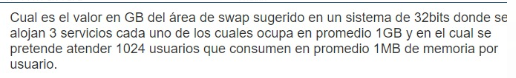 Cual es el valor en GB del área de swap sugerido en un sistema de 32bits donde se
alojan 3 servicios cada uno de los cuales ocupa en promedio 1GB y en el cual se
pretende atender 1024 usuarios que consumen en promedio 1MB de memoria por
usuario.